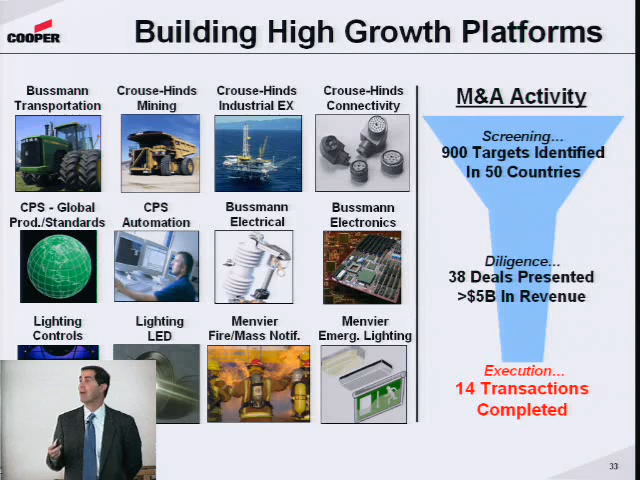 COOPER
Building High Growth Platforms
Bussmann
Transportation
Crouse-Hinds
Mining
Crouse-Hinds
Industrial EX
Crouse-Hinds
Connectivity
CPS - Global
Prod./Standards
CPS
Automation
Bussmann
Electrical
Bussmann
Electronics
Lighting
Controls
Lighting
LED
Menvier
Fire/Mass Notif.
Menvier
Emerg. Lighting
M&A Activity
Screening...
900 Targets Identified
In 50 Countries
Diligence...
38 Deals Presented
>$5B In Revenue
Execution...
14 Transactions
Completed
33